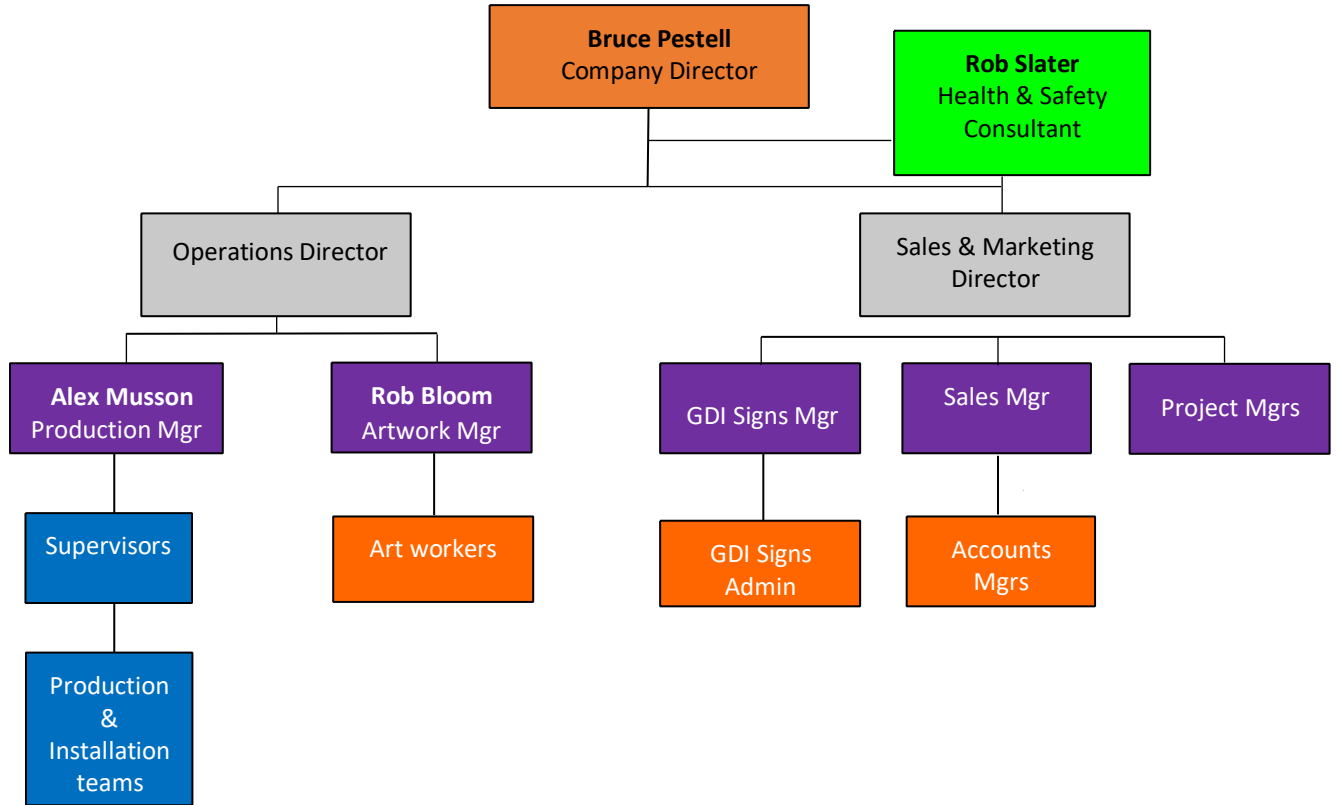 Bruce Pestell
Company Director
Rob Slater
Health & Safety
Consultant
Operations Director
Sales & Marketing
Director
Alex Musson
Production Mgr
Rob Bloom
Artwork Mgr
GDI Signs Mgr
Sales Mgr
Project Mgrs
Supervisors
Art workers
GDI Signs
Admin
Accounts
Mgrs
Production
&
Installation
teams